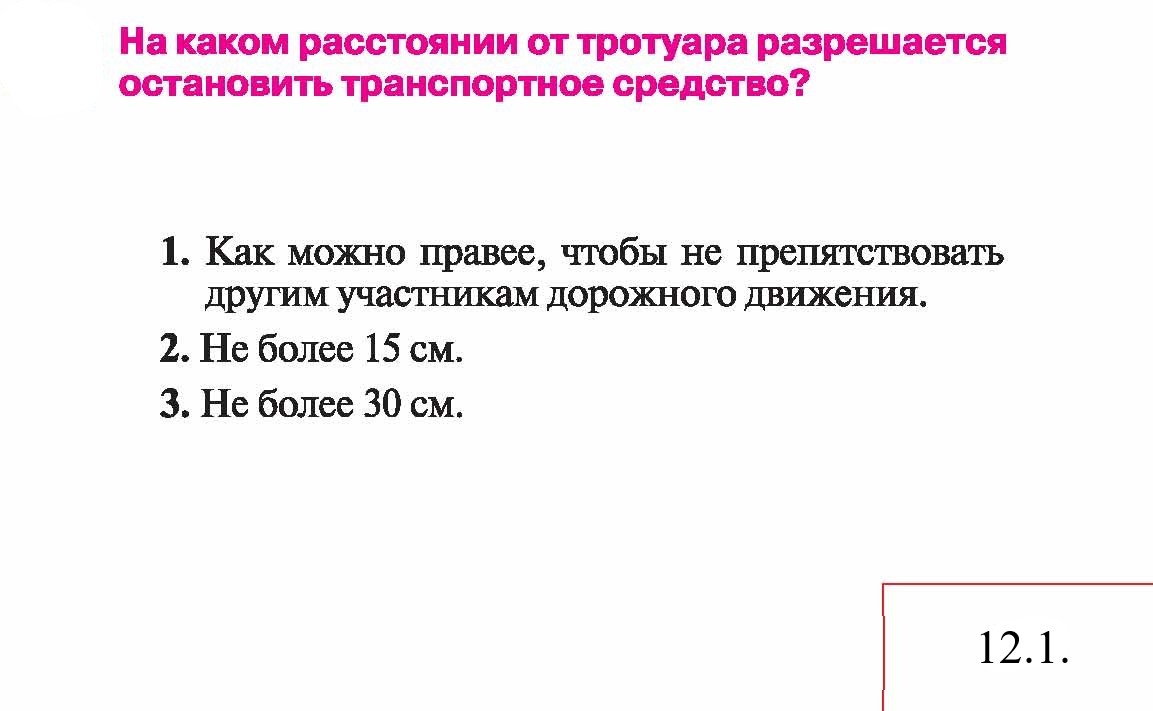 На каком расстоянии от тротуара разрешается
остановить транспортное средство?
1. Как можно правее, чтобы не препятствовать
другим участникам дорожного движения.
2. Не более 15 см.
3. Не более 30 см.
12.1.